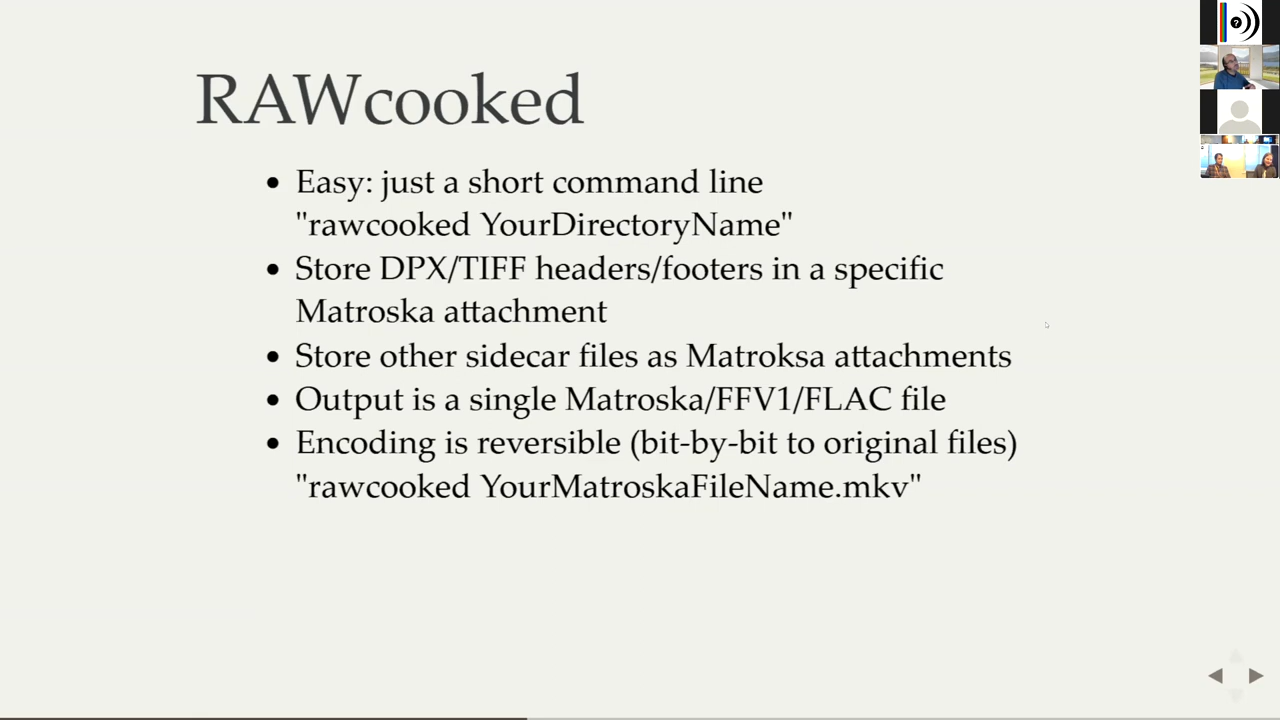 RAWcooked
• Easy: just a short command line
"rawcooked YourDirectoryName"
• Store DPX/TIFF headers/footers in a specific
Matroska attachment
• Store other sidecar files as Matroksa attachments
• Output is a single Matroska/FFV1/FLAC file
• Encoding is reversible (bit-by-bit to original files)
"rawcooked YourMatroskaFileName.mkv"